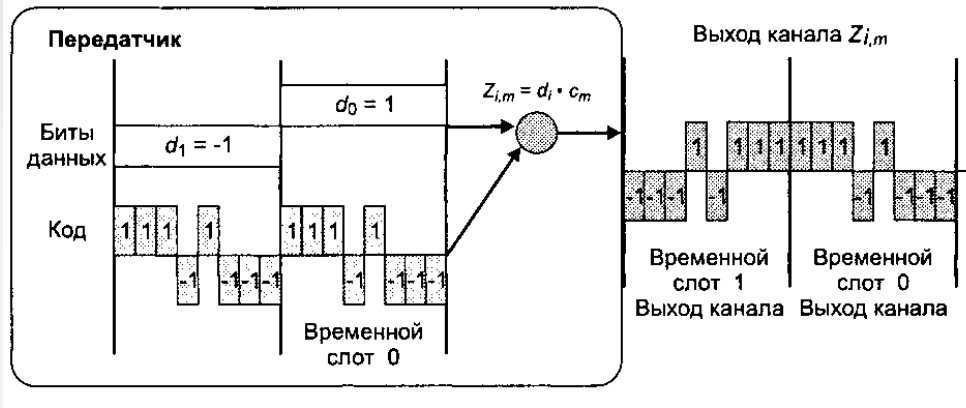 Передатчик
Выход канала Zi,m
d0 = 1
Zi,m = di · cm
Биты
данных
d1 = -1
1 1 1 1 1 1 1
-1 -1 -1 -1 -1 -1 -1 -1 -1
Код
1 1 1 -1 1 -1 -1 -1
1 1 1 -1 1 -1 -1 -1
Временной
слот 1
Выход канала
Временной
слот 0
Выход канала
Временной
слот 0